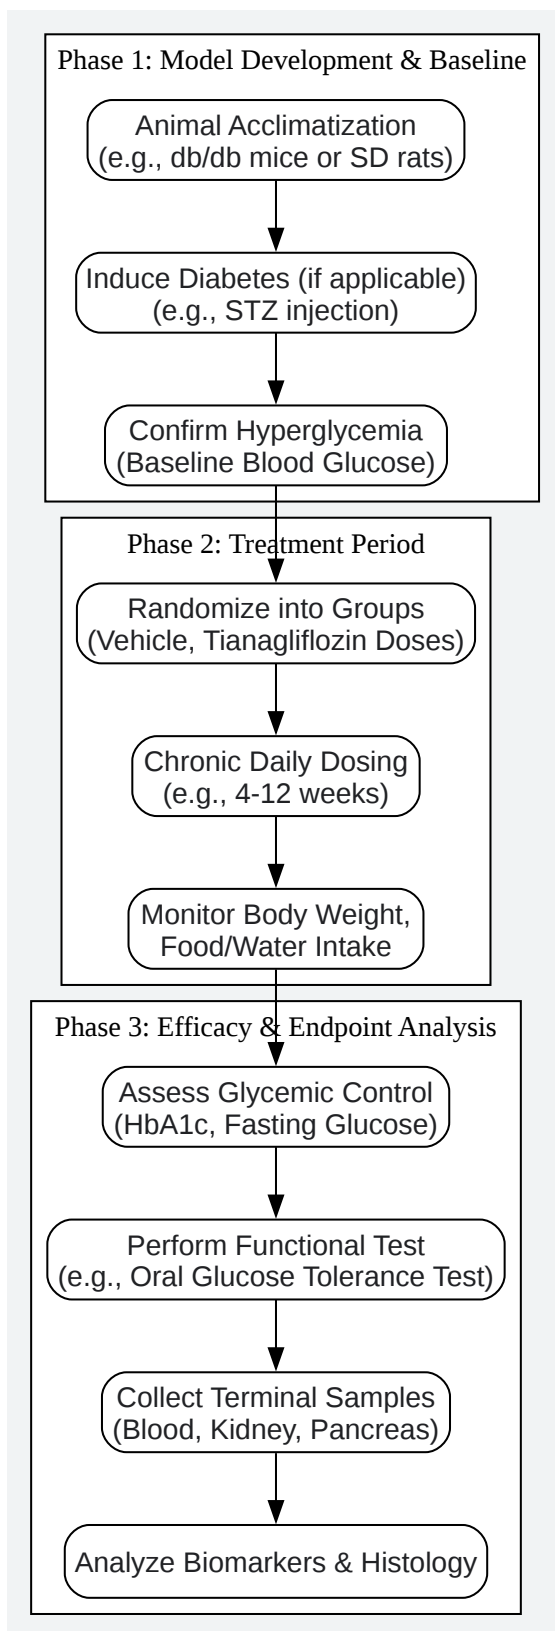 Phase 1: Model Development & Baseline
Animal Acclimatization
(e.g., db/db mice or SD rats)
Induce Diabetes (if applicable)
(e.g., STZ injection)
Confirm Hyperglycemia
(Baseline Blood Glucose)
Phase 2: Treatment Period
Randomize into Groups
(Vehicle, Tianagliflozin Doses)
Chronic Daily Dosing
(e.g., 4-12 weeks)
Monitor Body Weight,
Food/Water Intake
Phase 3: Efficacy & Endpoint Analysis
Assess Glycemic Control
(HbA1c, Fasting Glucose)
Perform Functional Test
(e.g., Oral Glucose Tolerance Test)
Collect Terminal Samples
(Blood, Kidney, Pancreas)
Analyze Biomarkers & Histology